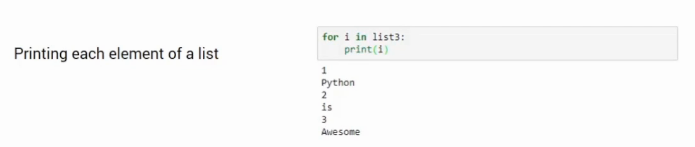 Printing each element of a list
for i in list3:
    print(i)
1
Python
2
is
3
Awesome